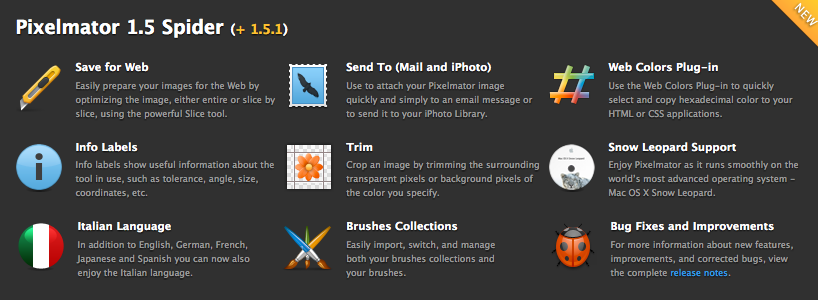 Pixelmator 1.5 Spider (+ 1.5.1)
NEW
Save for Web
Easily prepare your images for the Web by
optimizing the image, either entire or slice by
slice, using the powerful Slice tool.
Send To (Mail and iPhoto)
Use to attach your Pixelmator image
quickly and simply to an email message or
to send it to your iPhoto Library.
Web Colors Plug-in
Use the Web Colors Plug-in to quickly
select and copy hexadecimal color to your
HTML or CSS applications.
Info Labels
Info labels show useful information about the
tool in use, such as tolerance, angle, size,
coordinates, etc.
Trim
Crop an image by trimming the surrounding
transparent pixels or background pixels of
the color you specify.
Snow Leopard Support
Enjoy Pixelmator as it runs smoothly on the
world's most advanced operating system –
Mac OS X Snow Leopard.
Italian Language
In addition to English, German, French,
Japanese and Spanish you can now also
enjoy the Italian language.
Brushes Collections
Easily import, switch, and manage
both your brushes collections and
your brushes.
Bug Fixes and Improvements
For more information about new features,
improvements, and corrected bugs, view
the complete release notes.